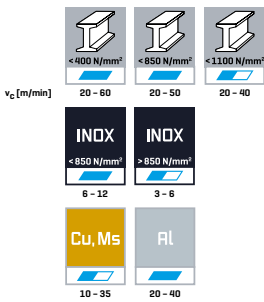 <400 N/mm² <850 N/mm² <1100 N/mm²
v꜀ [m/min] 20 – 60 20 – 50 20 – 40
INOX INOX
<850 N/mm² >850 N/mm²
6 – 12 3 – 6
Cu, Ms Al
10 – 35 20 – 40